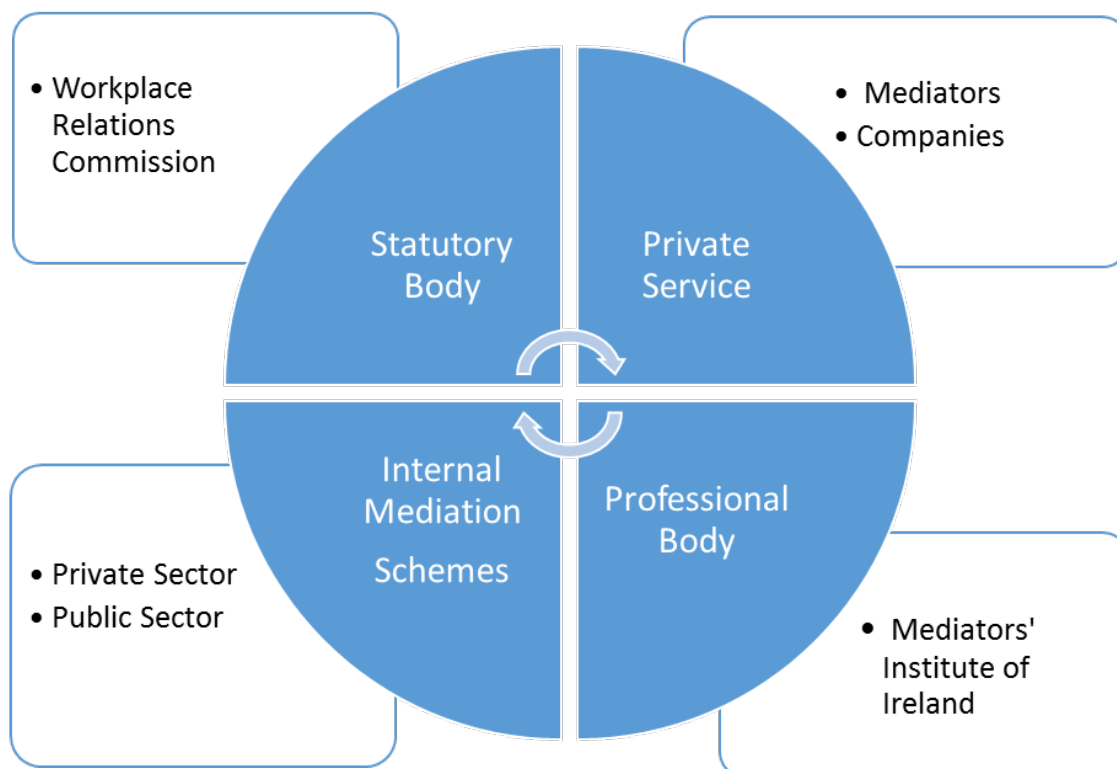 • Workplace
Relations
Commission
• Mediators
• Companies
Statutory
Body
Private
Service
Internal
Mediation
Schemes
Professional
Body
• Private Sector
• Public Sector
• Mediators'
Institute of
Ireland